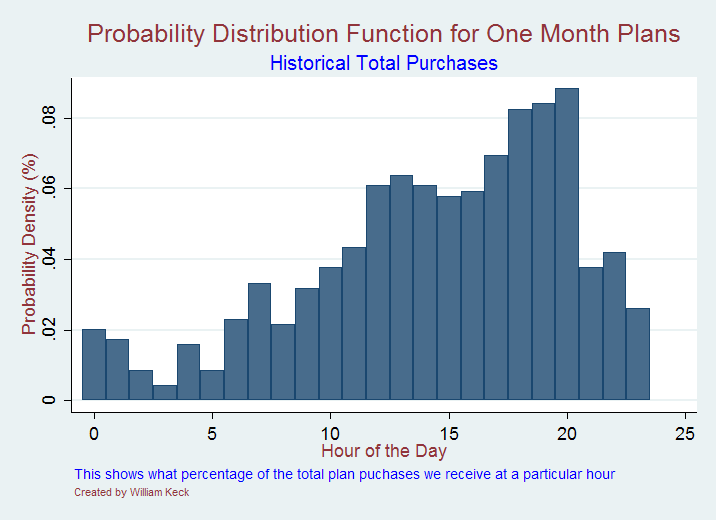 Probability Distribution Function for One Month Plans
Historical Total Purchases
Probability Density (%)
.08
.06
.04
.02
0
0 5 10 15 20 25
Hour of the Day
This shows what percentage of the total plan puchases we receive at a particular hour
Created by William Keck